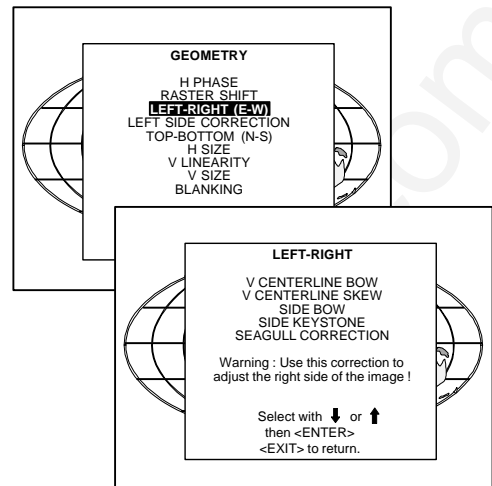 GEOMETRY
H PHASE
RASTER SHIFT
LEFT-RIGHT (E-W)
LEFT SIDE CORRECTION
TOP-BOTTOM (N-S)
H SIZE
V LINEARITY
V SIZE
BLANKING
LEFT-RIGHT
V CENTERLINE BOW
V CENTERLINE SKEW
SIDE BOW
SIDE KEYSTONE
SEAGULL CORRECTION
Warning : Use this correction to
adjust the right side of the image !
Select with ⬇ or ⬆
then <ENTER>
<EXIT> to return.
.com